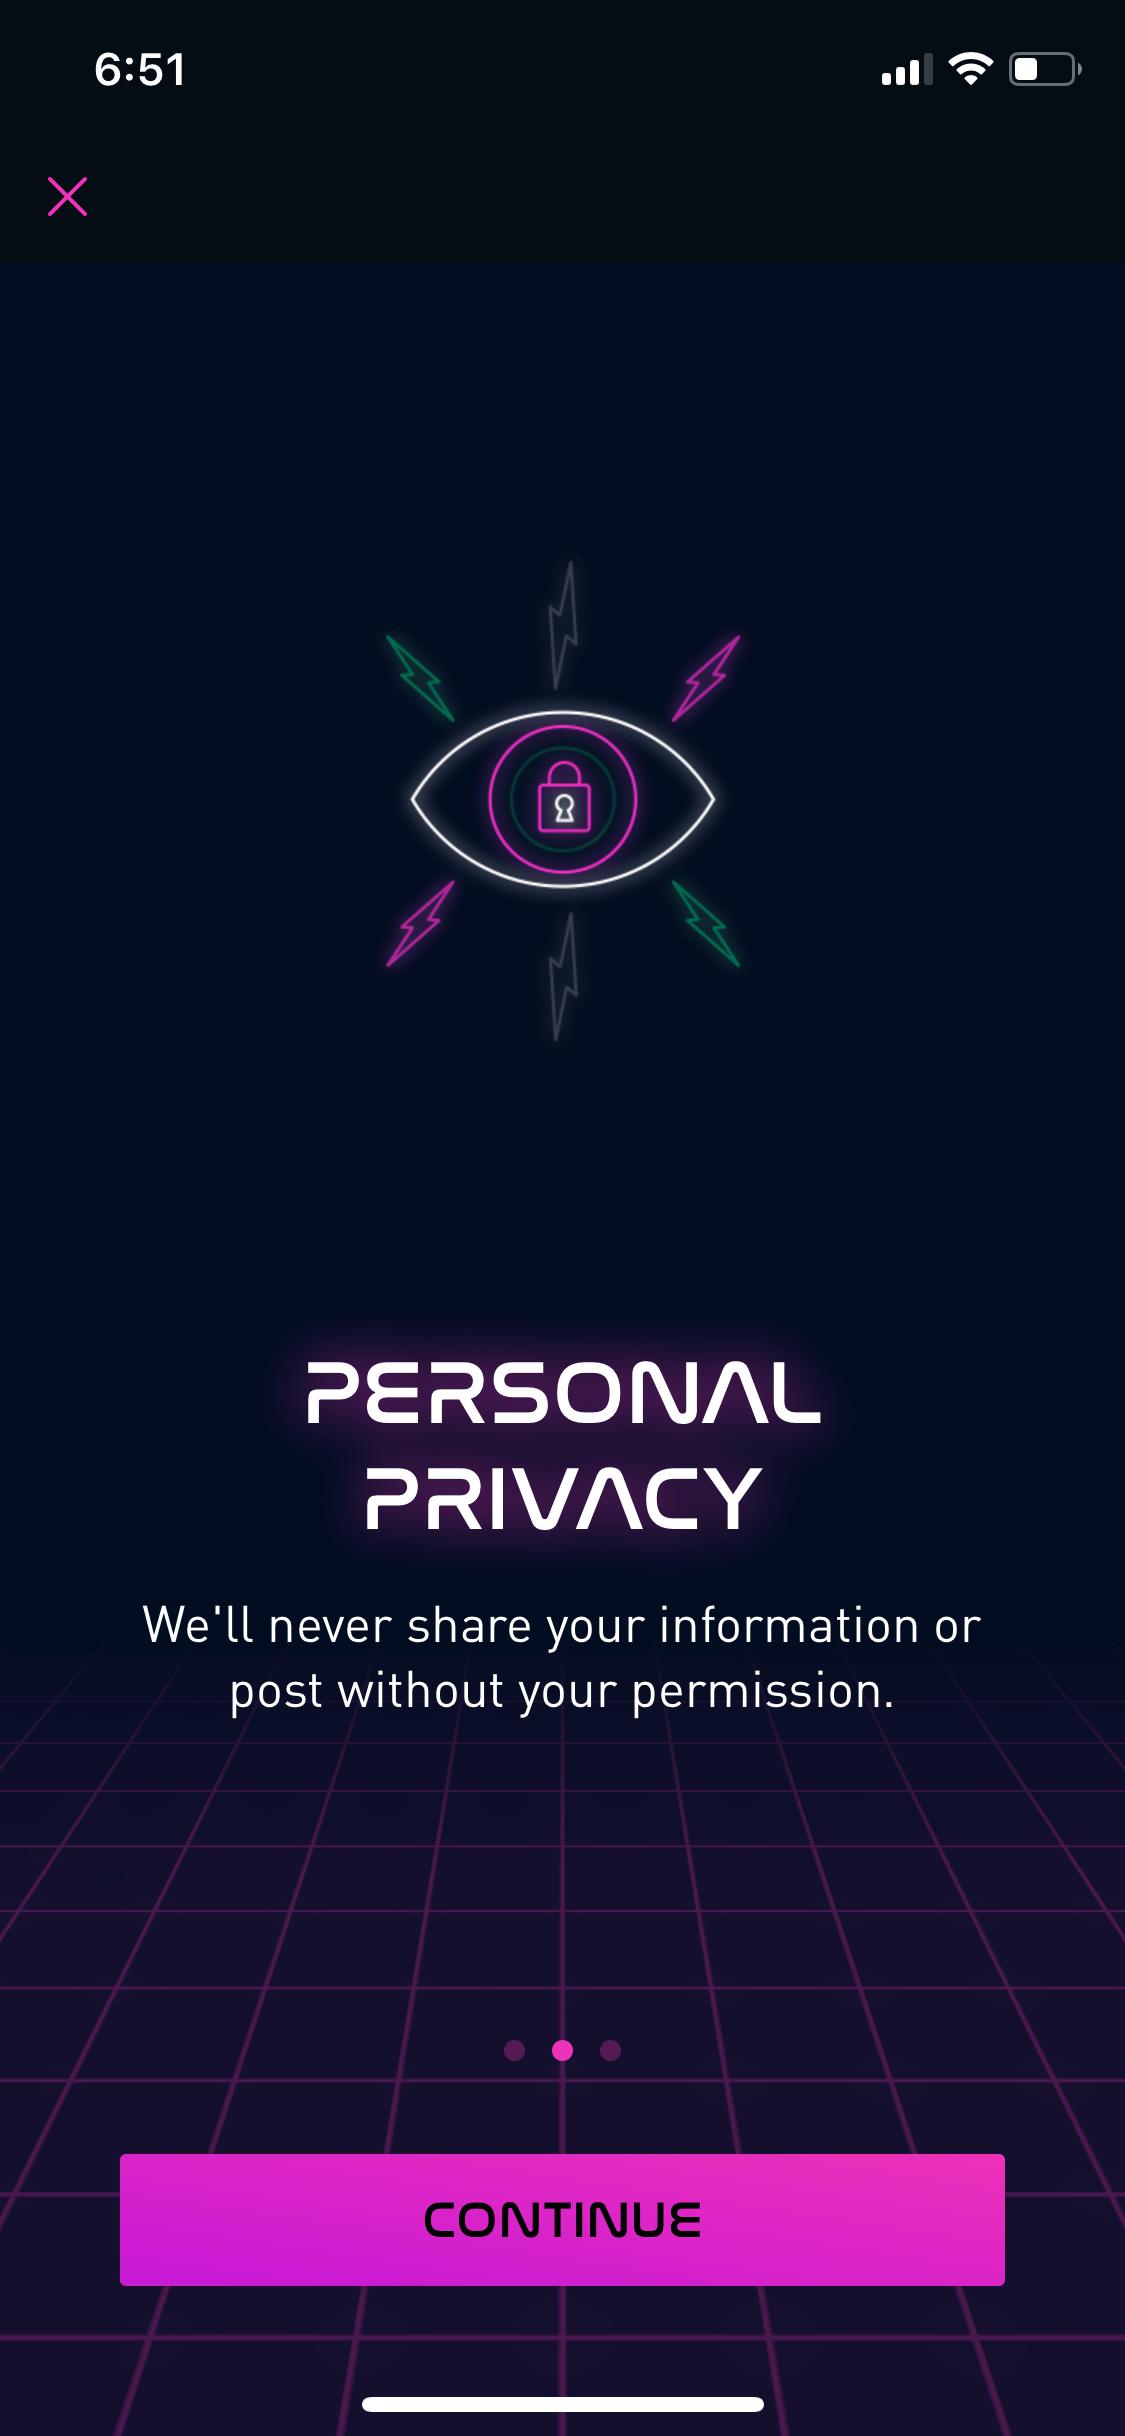 6:51
PERSONAL
PRIVACY
We'll never share your information or
post without your permission.
CONTINUE